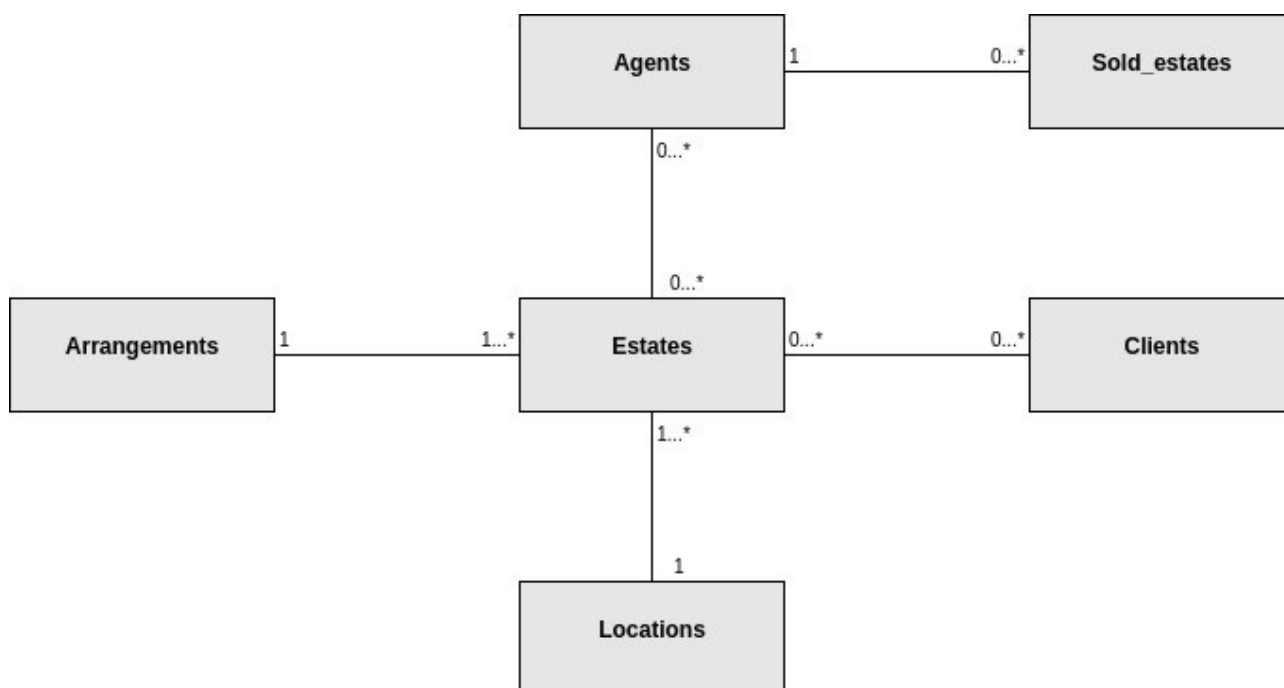 Agents
1
0...*
Sold_estates
0...*
0...*
Arrangements
1
1...*
Estates
0...*
0...*
Clients
1...*
1
Locations